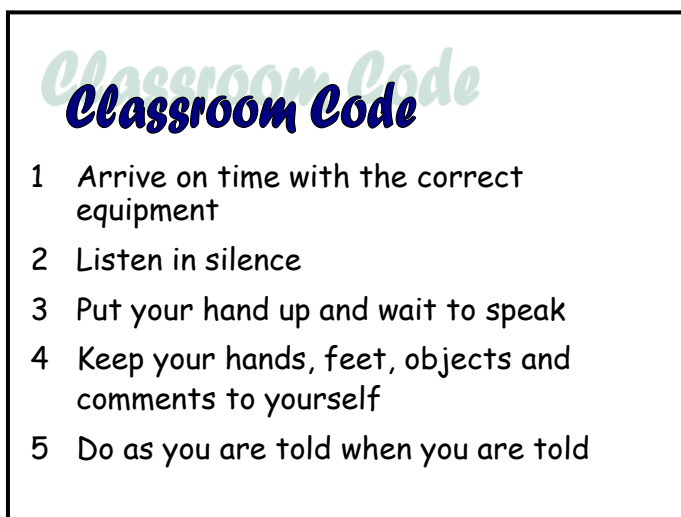 Classroom Code
1 Arrive on time with the correct
equipment
2 Listen in silence
3 Put your hand up and wait to speak
4 Keep your hands, feet, objects and
comments to yourself
5 Do as you are told when you are told